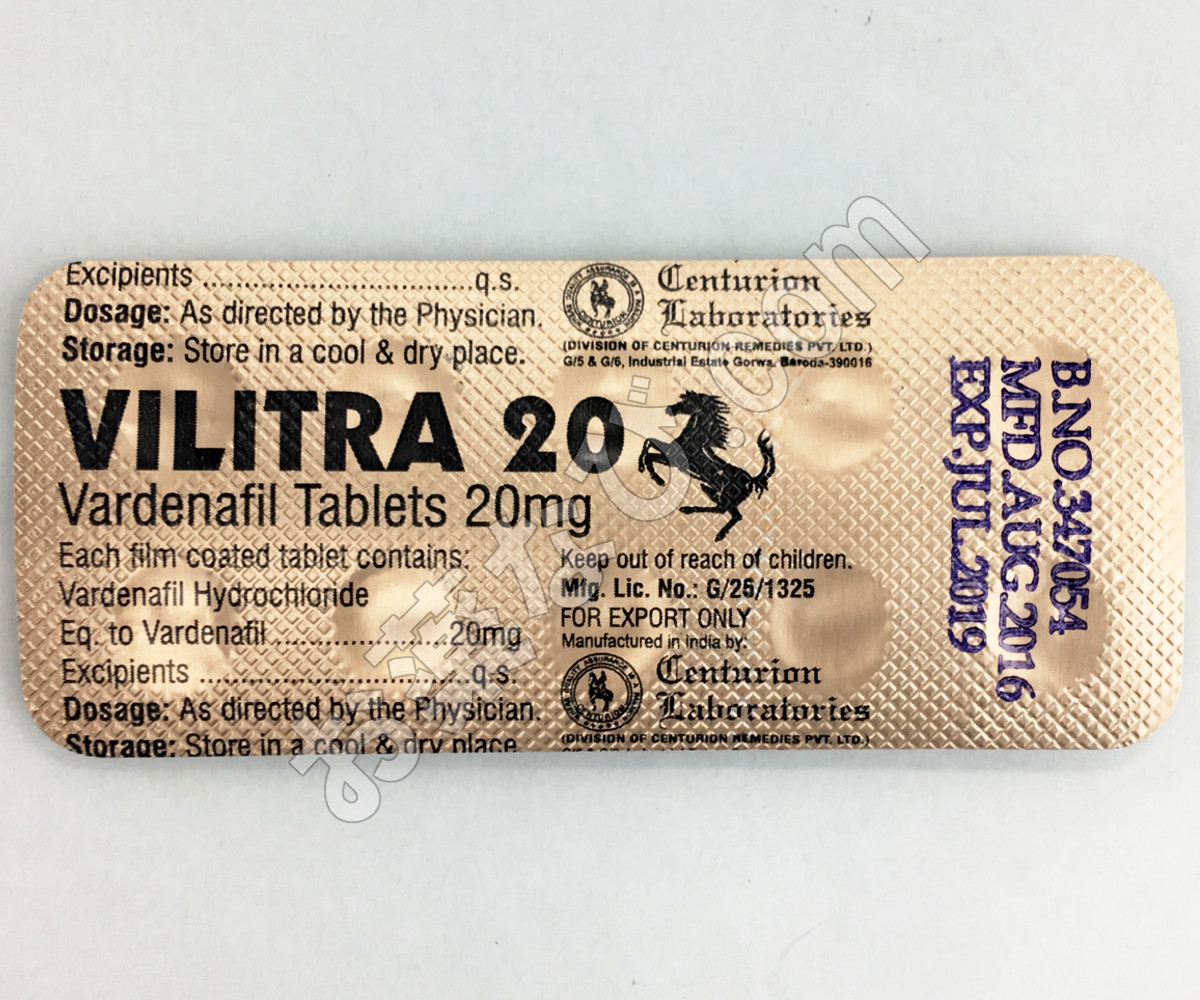 Excipients ...................................q.s.
Dosage: As directed by the Physician.
Storage: Store in a cool & dry place.
Centurion
Laboratories
(DIVISION OF CENTURION REMEDIES PVT. LTD.)
G/5 & G/6, Industrial Estate Gorwa, Baroda-390016
VILITRA 20
Vardenafil Tablets 20mg
Each film coated tablet contains:
Vardenafil Hydrochloride
Eq. to Vardenafil ......................20mg
Excipients ...................................q.s.
Dosage: As directed by the Physician.
Storage: Store in a cool & dry place
Keep out of reach of children.
Mfg. Lic. No.: G/26/1325
FOR EXPORT ONLY
Manufactured in India by:
CENTURION
Centurion
Laboratories
(DIVISION OF CENTURION REMEDIES PVT. LTD.)
B.NO.347054
MFD.AUG.2016
EXP.JUL.2019
.com